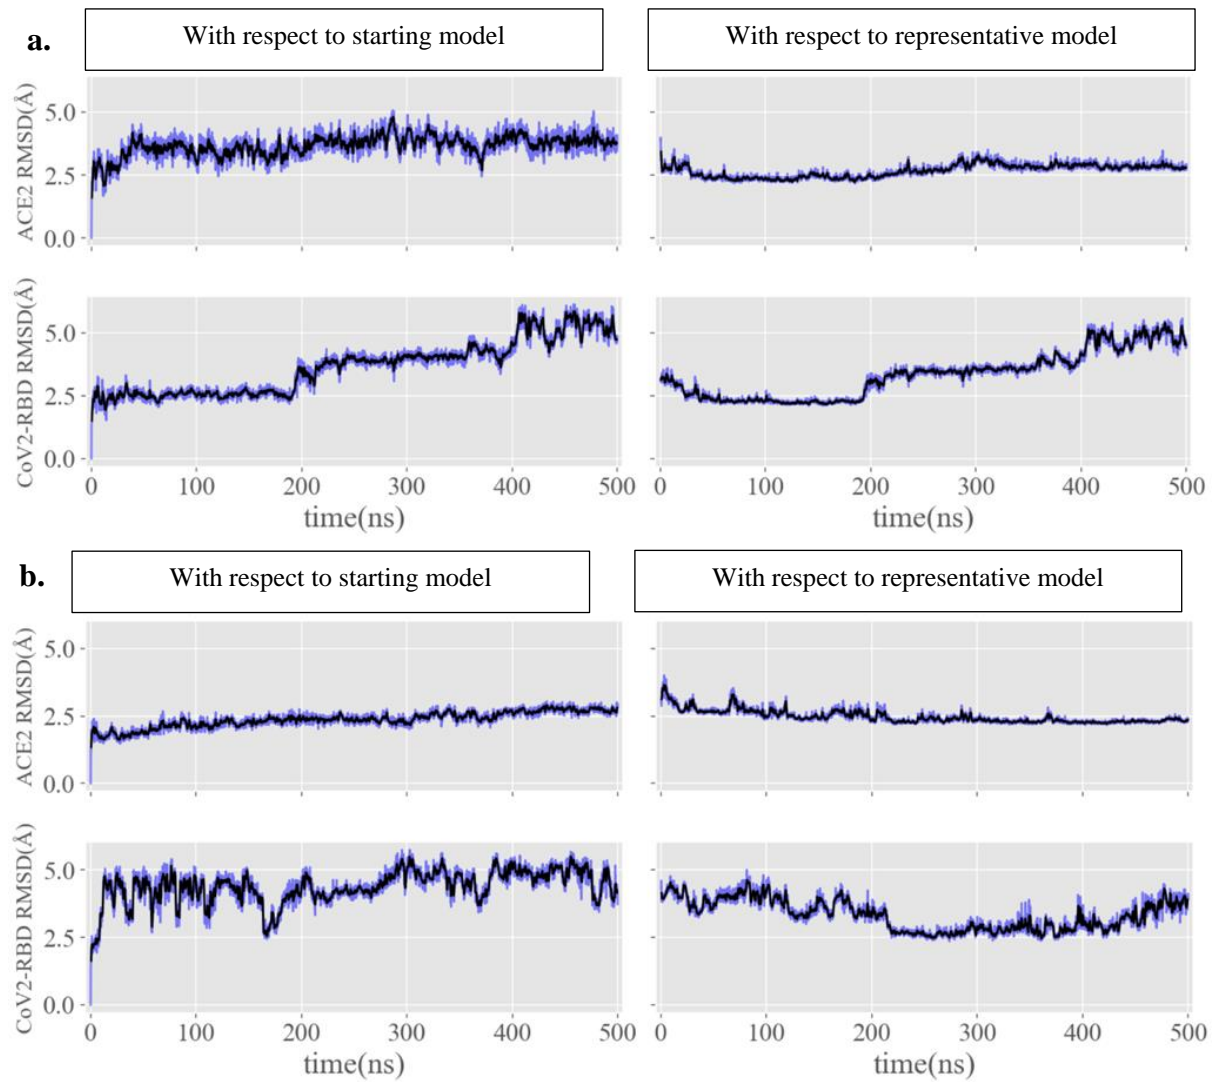 a.
With respect to starting model
With respect to representative model
ACE2 RMSD(Å)
5.0
2.5
0.0
CoV2-RBD RMSD(Å)
5.0
2.5
0.0
0 100 200 300 400 500
time(ns)
0 100 200 300 400 500
time(ns)
b.
With respect to starting model
With respect to representative model
ACE2 RMSD(Å)
5.0
2.5
0.0
CoV2-RBD RMSD(Å)
5.0
2.5
0.0
0 100 200 300 400 500
time(ns)
0 100 200 300 400 500
time(ns)